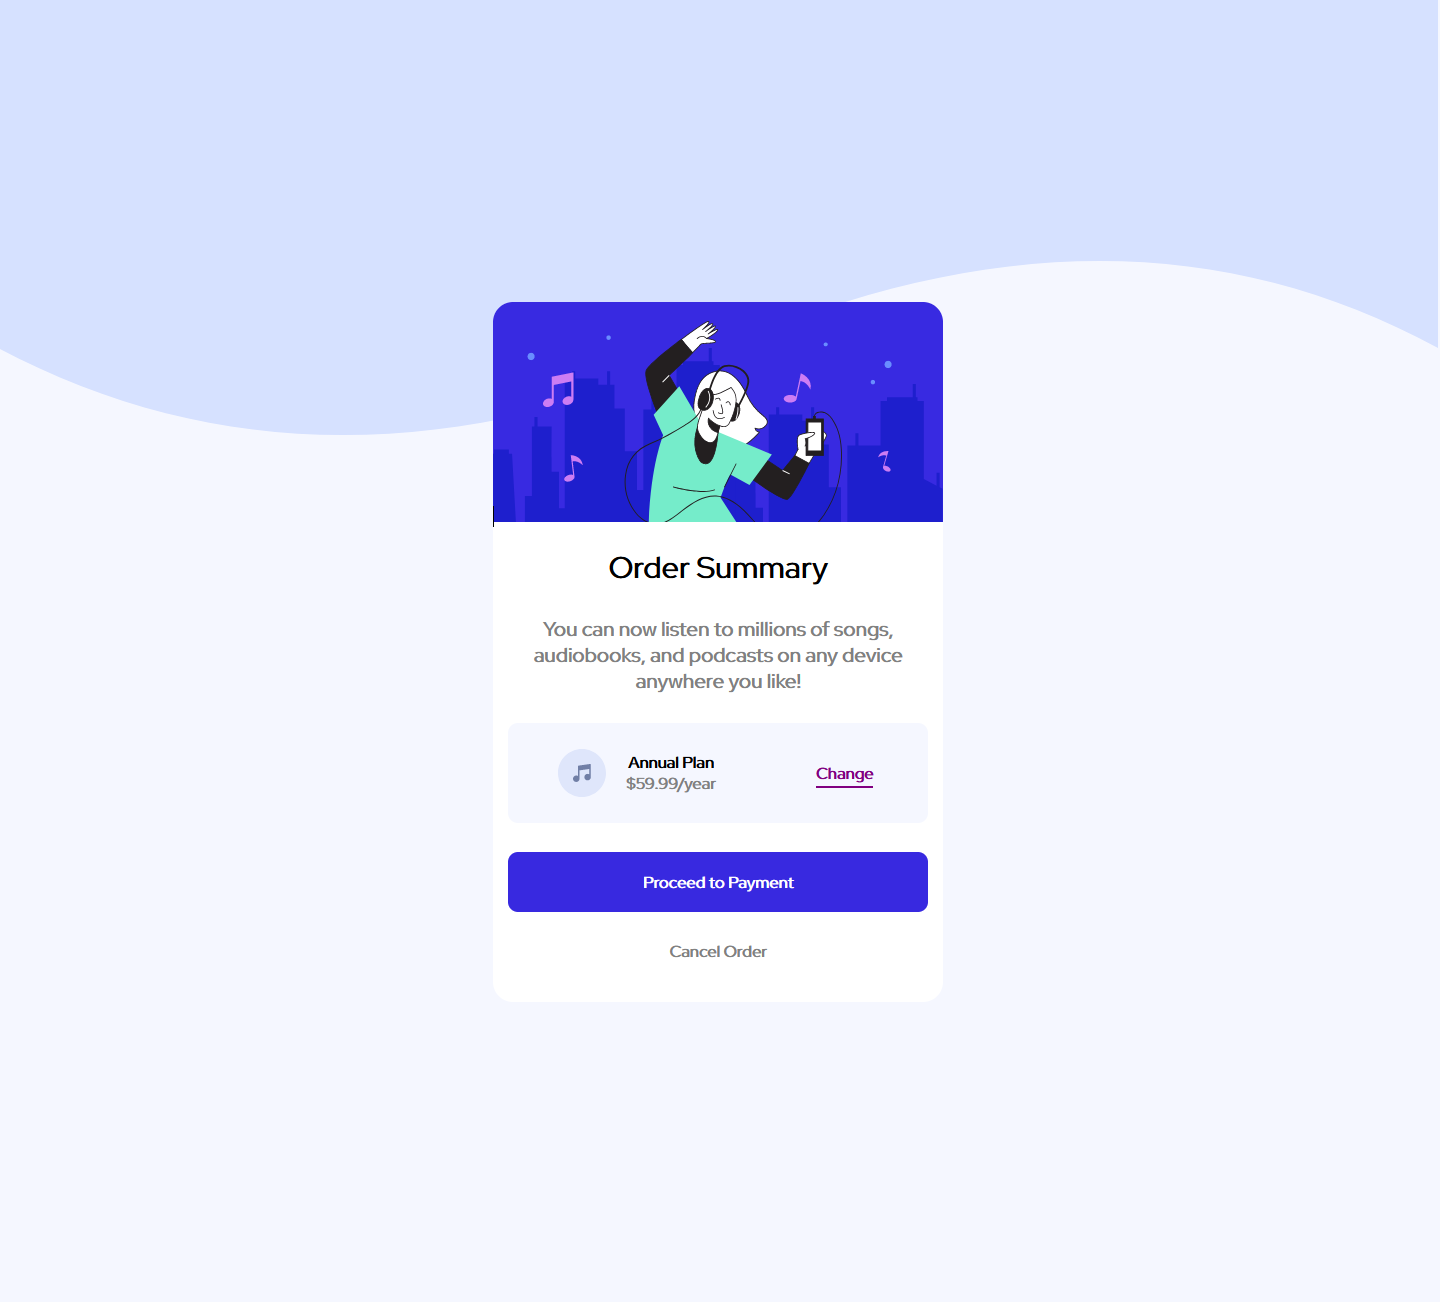 Order Summary
You can now listen to millions of songs,
audiobooks, and podcasts on any device
anywhere you like!
Annual Plan
$59.99/year
Change
Proceed to Payment
Cancel Order